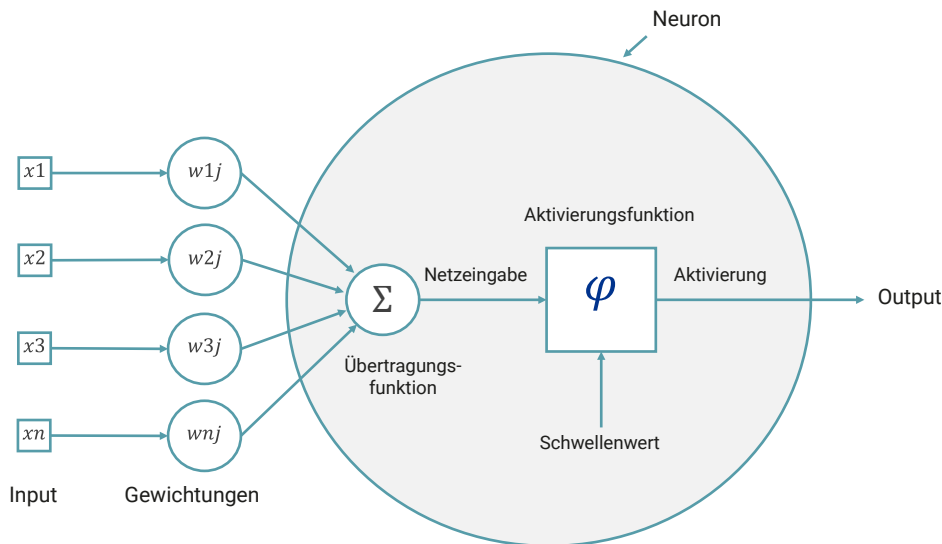 Neuron
x1
w1j
Aktivierungsfunktion
x2
w2j
Netzeingabe
φ
Aktivierung
Σ
Output
x3
w3j
Übertragungs-
funktion
xn
wnj
Schwellenwert
Input
Gewichtungen